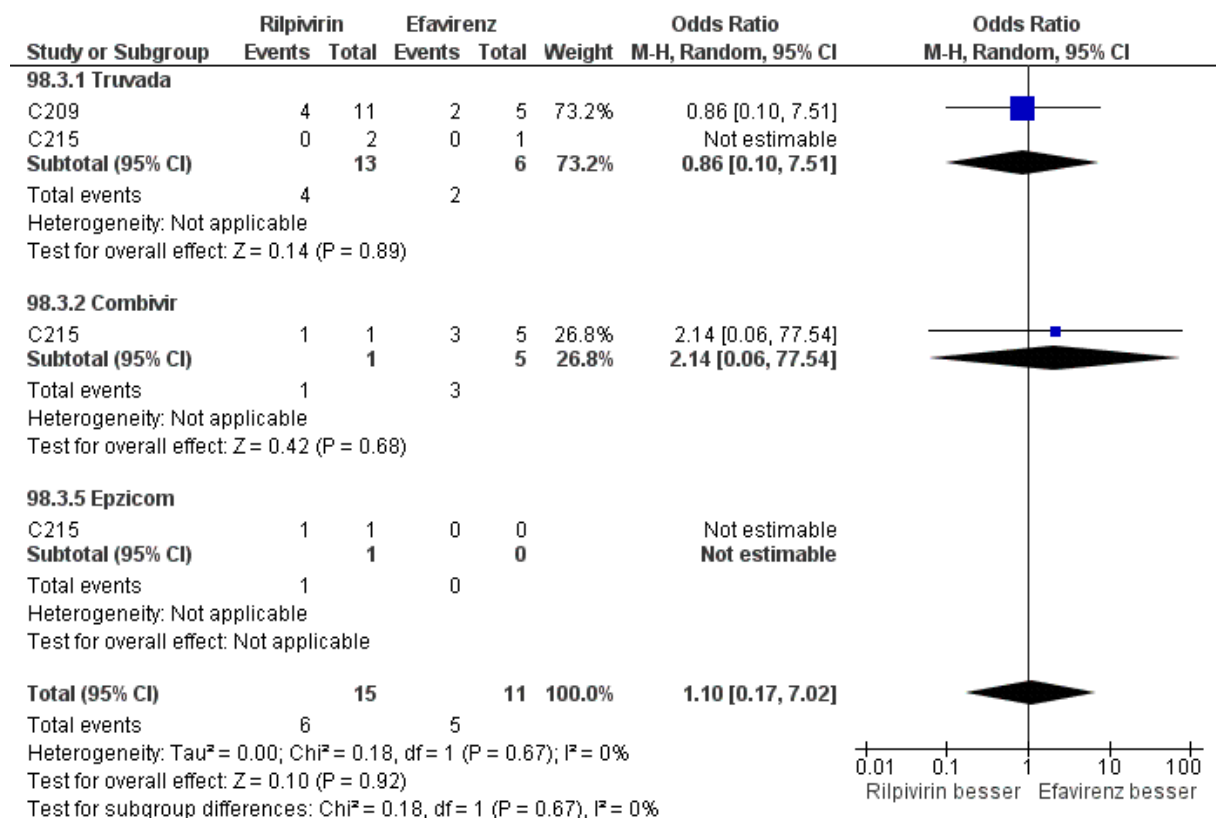 Rilpivirin Efavirenz Odds Ratio Odds Ratio
Study or Subgroup Events Total Events Total Weight M-H, Random, 95% CI M-H, Random, 95% CI
98.3.1 Truvada
C209 4 11 2 5 73.2% 0.86 [0.10, 7.51]
C215 0 2 0 1 Not estimable
Subtotal (95% CI) 13 6 73.2% 0.86 [0.10, 7.51]
Total events 4 2
Heterogeneity: Not applicable
Test for overall effect: Z = 0.14 (P = 0.89)
98.3.2 Combivir
C215 1 1 3 5 26.8% 2.14 [0.06, 77.54]
Subtotal (95% CI) 1 5 26.8% 2.14 [0.06, 77.54]
Total events 1 3
Heterogeneity: Not applicable
Test for overall effect: Z = 0.42 (P = 0.68)
98.3.5 Epzicom
C215 1 1 0 0 Not estimable
Subtotal (95% CI) 1 0 Not estimable
Total events 1 0
Heterogeneity: Not applicable
Test for overall effect: Not applicable
Total (95% CI) 15 11 100.0% 1.10 [0.17, 7.02]
Total events 6 5
Heterogeneity: Tau² = 0.00; Chi² = 0.18, df = 1 (P = 0.67); I² = 0%
Test for overall effect: Z = 0.10 (P = 0.92)
Test for subgroup differences: Chi² = 0.18, df = 1 (P = 0.67), I² = 0%
0.01 0.1 1 10 100
Rilpivirin besser Efavirenz besser